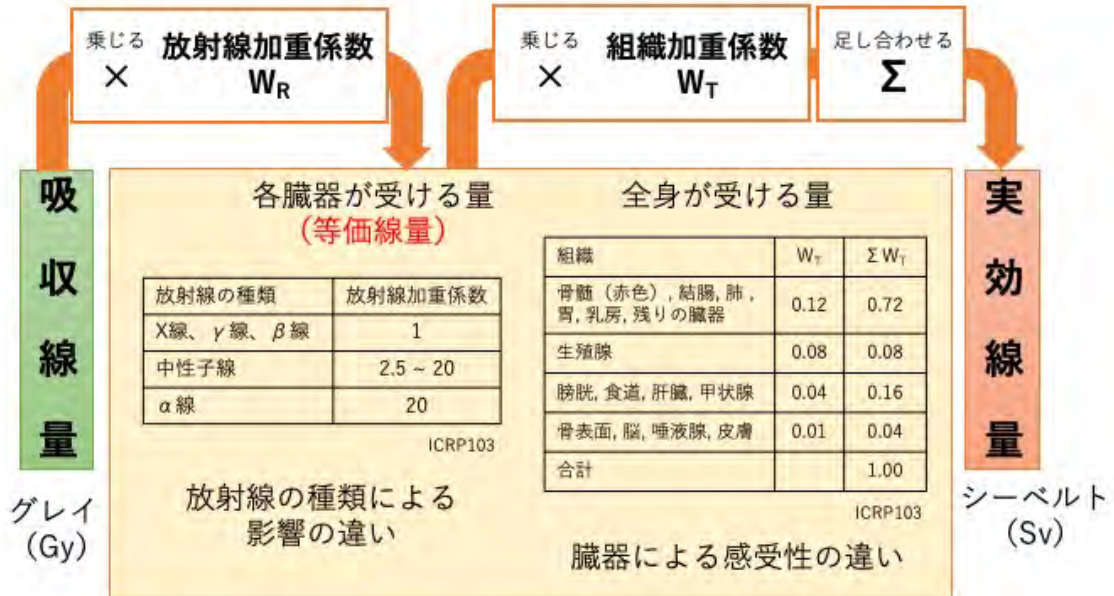 乗じる 放射線加重係数
× WR
乗じる 組織加重係数
× WT
足し合わせる
Σ
吸収線量
グレイ
(Gy)
各臓器が受ける量
(等価線量)
放射線の種類 放射線加重係数
X線、γ線、β線 1
中性子線 2.5 ~ 20
α線 20
ICRP103
放射線の種類による
影響の違い
全身が受ける量
組織 WT ΣWT
骨髄(赤色), 結腸, 肺, 0.12 0.72
胃, 乳房, 残りの臓器
生殖腺 0.08 0.08
膀胱, 食道, 肝臓, 甲状腺 0.04 0.16
骨表面, 脳, 唾液腺, 皮膚 0.01 0.04
合計 1.00
ICRP103
臓器による感受性の違い
実効線量
シーベルト
(Sv)